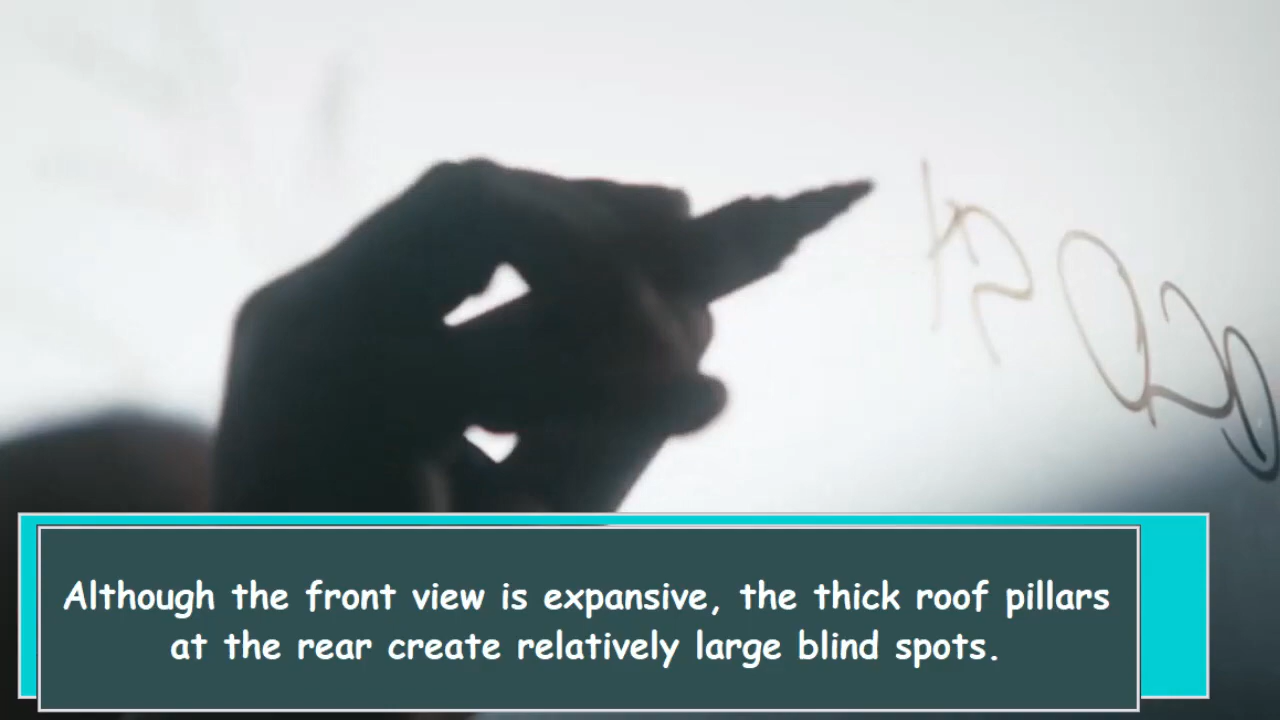 Although the front view is expansive, the thick roof pillars
at the rear create relatively large blind spots.